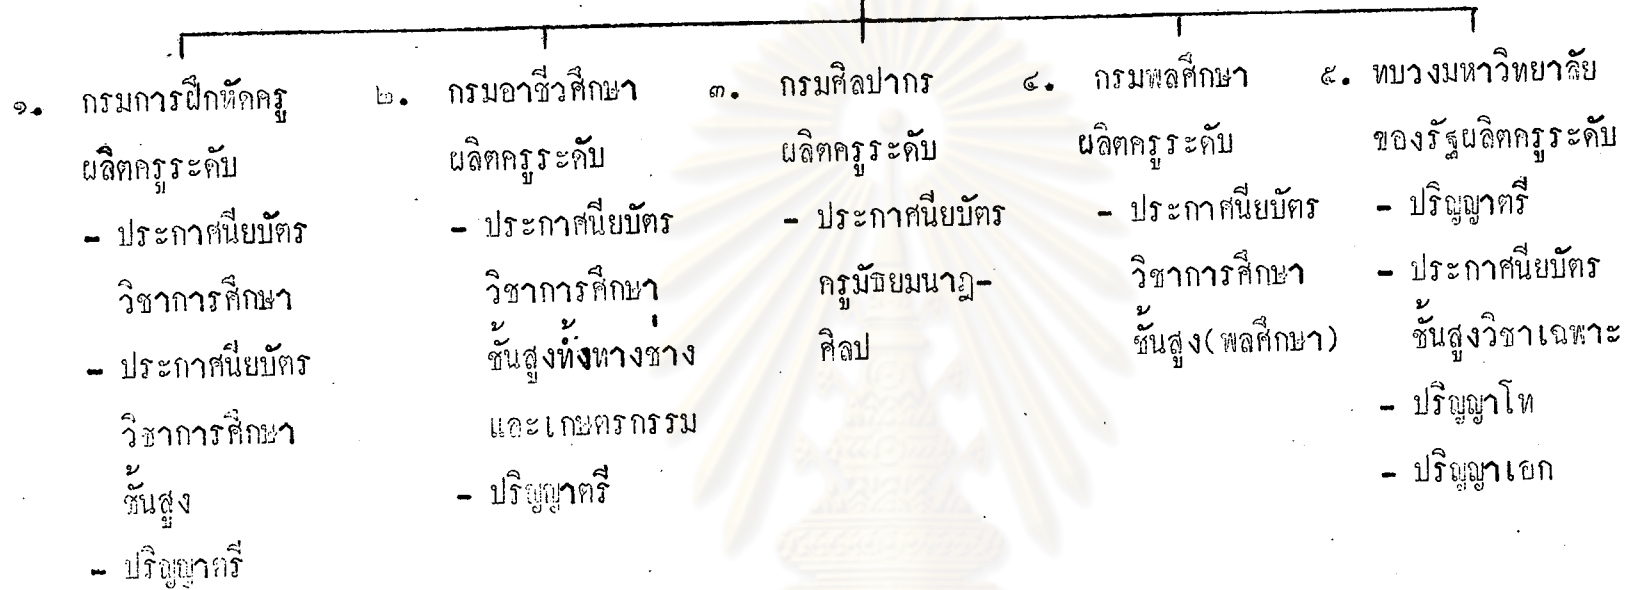 ๑. กรมการฝึกหัดครู
ผลิตครูระดับ
- ประกาศนียบัตร
วิชาการศึกษา
- ประกาศนียบัตร
วิชาการศึกษา
ชั้นสูง
- ปริญญาตรี
๒. กรมอาชีวศึกษา
ผลิตครูระดับ
- ประกาศนียบัตร
วิชาการศึกษา
ชั้นสูงทั้งทางช่าง
และเกษตรกรรม
- ปริญญาตรี
๓. กรมศิลปากร
ผลิตครูระดับ
- ประกาศนียบัตร
ครูมัธยมนาฎ-
ศิลป
๔. กรมพลศึกษา
ผลิตครูระดับ
- ประกาศนียบัตร
วิชาการศึกษา
ชั้นสูง(พลศึกษา)
๕. ทบวงมหาวิทยาลัย
ของรัฐผลิตครูระดับ
- ปริญญาตรี
- ประกาศนียบัตร
ชั้นสูงวิชาเฉพาะ
- ปริญญาโท
- ปริญญาเอก